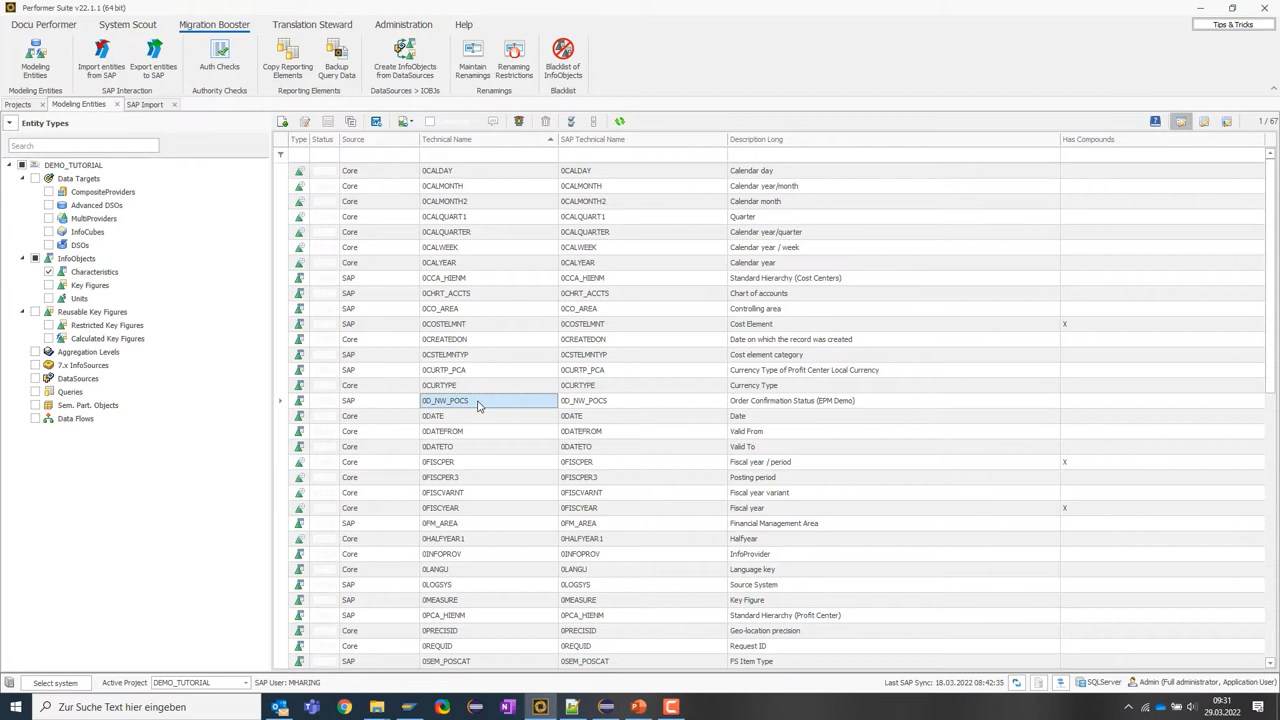 Performer Suite v22.1.1 (64 bit)
Docu Performer System Scout Migration Booster Translation Steward Administration Help Tips & Tricks
Modeling Entities
Import entities from SAP
Export entities to SAP
Auth Checks
Copy Reporting Elements
Backup Query Data
Create InfoObjects from DataSources
Maintain Renamings
Renaming Restrictions
Blacklist of InfoObjects
Modeling Entities SAP Interaction Authority Checks Reporting Elements DataSources > IOBJs Renamings Blacklist
Projects Modeling Entities SAP Import
Entity Types
1 / 67
Search
DEMO_TUTORIAL
Data Targets
CompositeProviders
Advanced DSOs
MultiProviders
InfoCubes
DSOs
InfoObjects
Characteristics
Key Figures
Units
Reusable Key Figures
Restricted Key Figures
Calculated Key Figures
Aggregation Levels
7.x InfoSources
DataSources
Queries
Sem. Part. Objects
Data Flows
Type Status Source Technical Name SAP Technical Name Description Long Has Compounds
Core 0CALDAY 0CALDAY Calendar day
Core 0CALMONTH 0CALMONTH Calendar year/month
Core 0CALMONTH2 0CALMONTH2 Calendar month
Core 0CALQUART1 0CALQUART1 Quarter
Core 0CALQUARTER 0CALQUARTER Calendar year/quarter
Core 0CALWEEK 0CALWEEK Calendar year / week
Core 0CALYEAR 0CALYEAR Calendar year
SAP 0CCA_HIENM 0CCA_HIENM Standard Hierarchy (Cost Centers)
SAP 0CHRT_ACCTS 0CHRT_ACCTS Chart of accounts
SAP 0CO_AREA 0CO_AREA Controlling area
SAP 0COSTELMNT 0COSTELMNT Cost Element X
Core 0CREATEDON 0CREATEDON Date on which the record was created
SAP 0CSTELMNTYP 0CSTELMNTYP Cost element category
SAP 0CURTP_PCA 0CURTP_PCA Currency Type of Profit Center Local Currency
Core 0CURTYPE 0CURTYPE Currency Type
SAP 0D_NW_POCS 0D_NW_POCS Order Confirmation Status (EPM Demo)
Core 0DATE 0DATE Date
Core 0DATEFROM 0DATEFROM Valid From
Core 0DATETO 0DATETO Valid To
Core 0FISCPER 0FISCPER Fiscal year / period X
Core 0FISCPER3 0FISCPER3 Posting period
Core 0FISCVARNT 0FISCVARNT Fiscal year variant
Core 0FISCYEAR 0FISCYEAR Fiscal year X
SAP 0FM_AREA 0FM_AREA Financial Management Area
Core 0HALFYEAR1 0HALFYEAR1 Halfyear
Core 0INFOPROV 0INFOPROV InfoProvider
Core 0LANGU 0LANGU Language key
Core 0LOGSYS 0LOGSYS Source System
SAP 0MEASURE 0MEASURE Key Figure
SAP 0PCA_HIENM 0PCA_HIENM Standard Hierarchy (Profit Center)
Core 0PRECISID 0PRECISID Geo-location precision
Core 0REQUID 0REQUID Request ID
SAP 0SEM_POSCAT 0SEM_POSCAT FS Item Type
Select system Active Project DEMO_TUTORIAL SAP User: MHARING Last SAP Sync: 18.03.2022 08:42:35 SQLServer Admin (Full administrator, Application User)
Zur Suche Text hier eingeben
09:31
29.03.2022